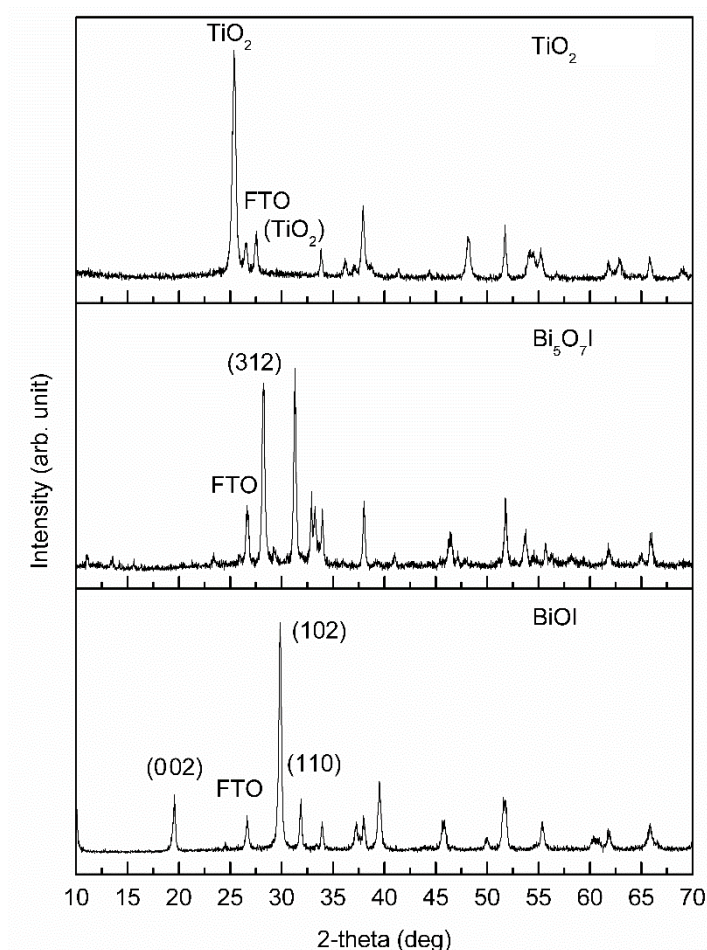 TiO₂
TiO₂
FTO
(TiO₂)
Bi₅O₇I
(312)
FTO
BiOI
(102)
(002)
FTO
(110)
10 15 20 25 30 35 40 45 50 55 60 65 70
2-theta (deg)
Intensity (arb. unit)